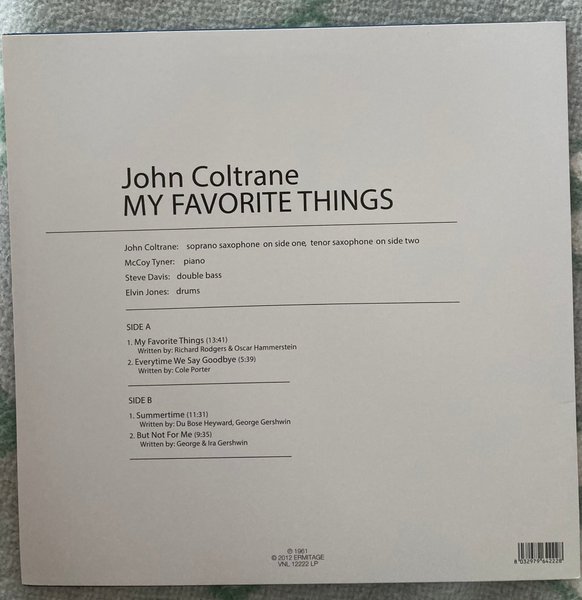 John Coltrane
MY FAVORITE THINGS
John Coltrane: soprano saxophone on side one, tenor saxophone on side two
McCoy Tyner: piano
Steve Davis: double bass
Elvin Jones: drums
SIDE A
1. My Favorite Things (13:41)
Written by: Richard Rodgers & Oscar Hammerstein
2. Everytime We Say Goodbye (5:39)
Written by: Cole Porter
SIDE B
1. Summertime (11:31)
Written by: Du Bose Heyward, George Gershwin
2. But Not For Me (9:35)
Written by: George & Ira Gershwin
℗ 1961
© 2012 ERMITAGE
VNL 12222 LP
8 032979 642228